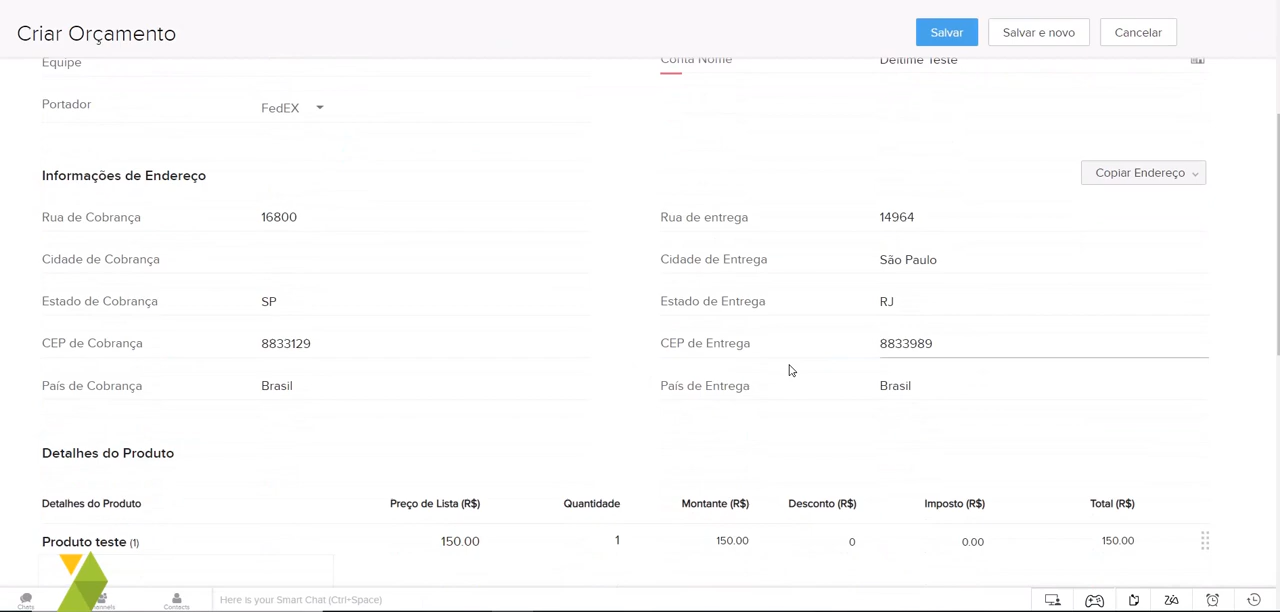 Criar Orçamento
Salvar
Salvar e novo
Cancelar
Equipe
Conta Nome
Deltime Teste
Portador
FedEX
Informações de Endereço
Copiar Endereço
Rua de Cobrança
16800
Rua de entrega
14964
Cidade de Cobrança
Cidade de Entrega
São Paulo
Estado de Cobrança
SP
Estado de Entrega
RJ
CEP de Cobrança
8833129
CEP de Entrega
8833989
País de Cobrança
Brasil
País de Entrega
Brasil
Detalhes do Produto
Detalhes do Produto
Preço de Lista (R$)
Quantidade
Montante (R$)
Desconto (R$)
Imposto (R$)
Total (R$)
Produto teste (1)
150.00
1
150.00
0
0.00
150.00
Chats
Contacts
Here is your Smart Chat (Ctrl+Space)